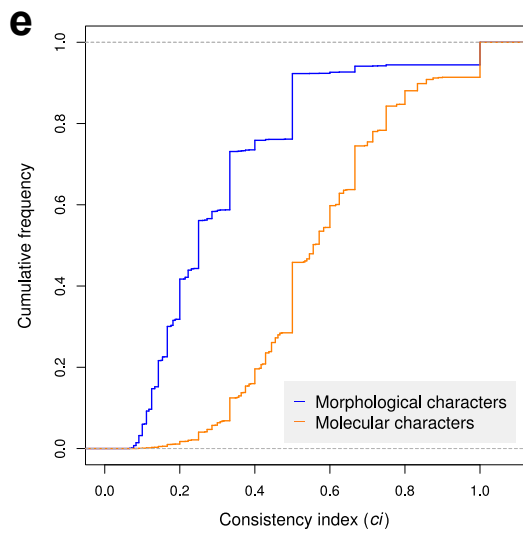 e
1.0
0.8
0.6
0.4
0.2
0.0
Cumulative frequency
Morphological characters
Molecular characters
0.0 0.2 0.4 0.6 0.8 1.0
Consistency index (ci)